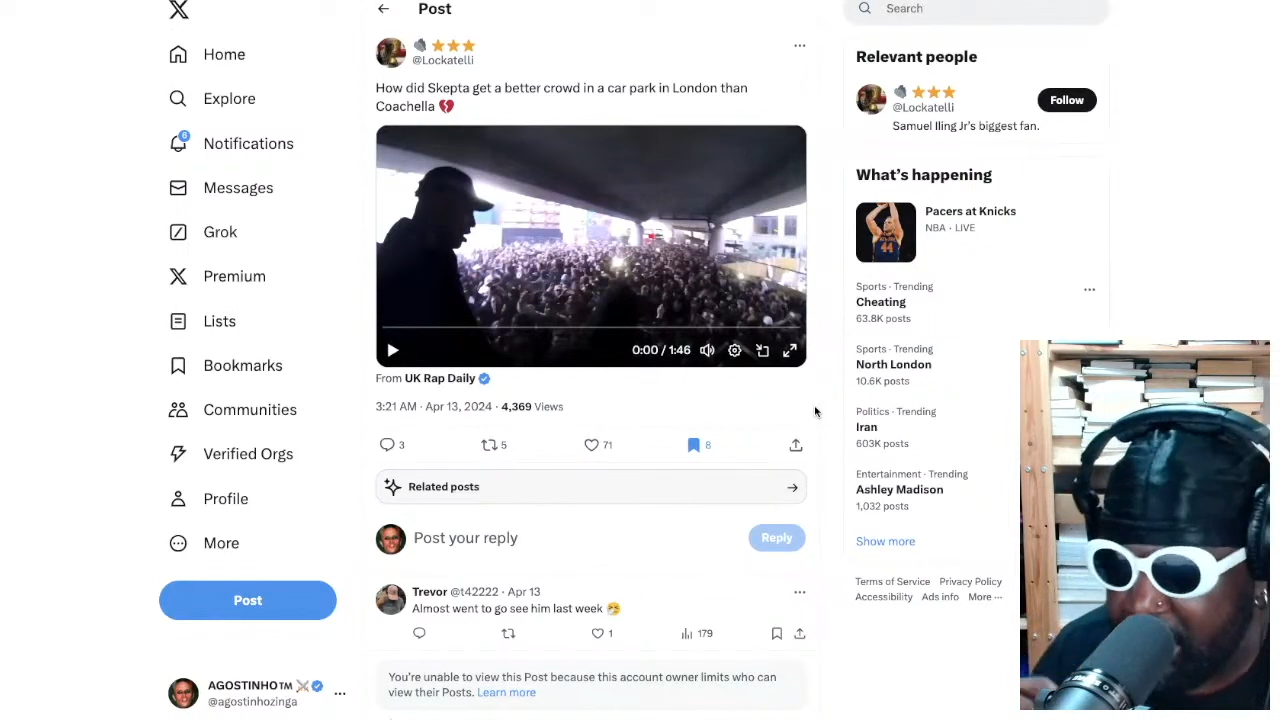 Home
Explore
6
Notifications
Messages
Grok
Premium
Lists
Bookmarks
Communities
Verified Orgs
Profile
More
Post
AGOSTINHO™ ⚔️
@agostinhozinga
Post
@Lockatelli
How did Skepta get a better crowd in a car park in London than
Coachella 💔
0:00 / 1:46
From UK Rap Daily
3:21 AM · Apr 13, 2024 · 4,369 Views
3 5 71 8
Related posts
Post your reply
Reply
Trevor @t42222 · Apr 13
Almost went to go see him last week 🤧
1 179
You're unable to view this Post because this account owner limits who can
view their Posts. Learn more
Search
Relevant people
@Lockatelli
Follow
Samuel Iling Jr's biggest fan.
What's happening
Pacers at Knicks
NBA · LIVE
Sports · Trending
Cheating
63.8K posts
Sports · Trending
North London
10.6K posts
Politics · Trending
Iran
603K posts
Entertainment · Trending
Ashley Madison
1,032 posts
Show more
Terms of Service Privacy Policy
Accessibility Ads info More ···